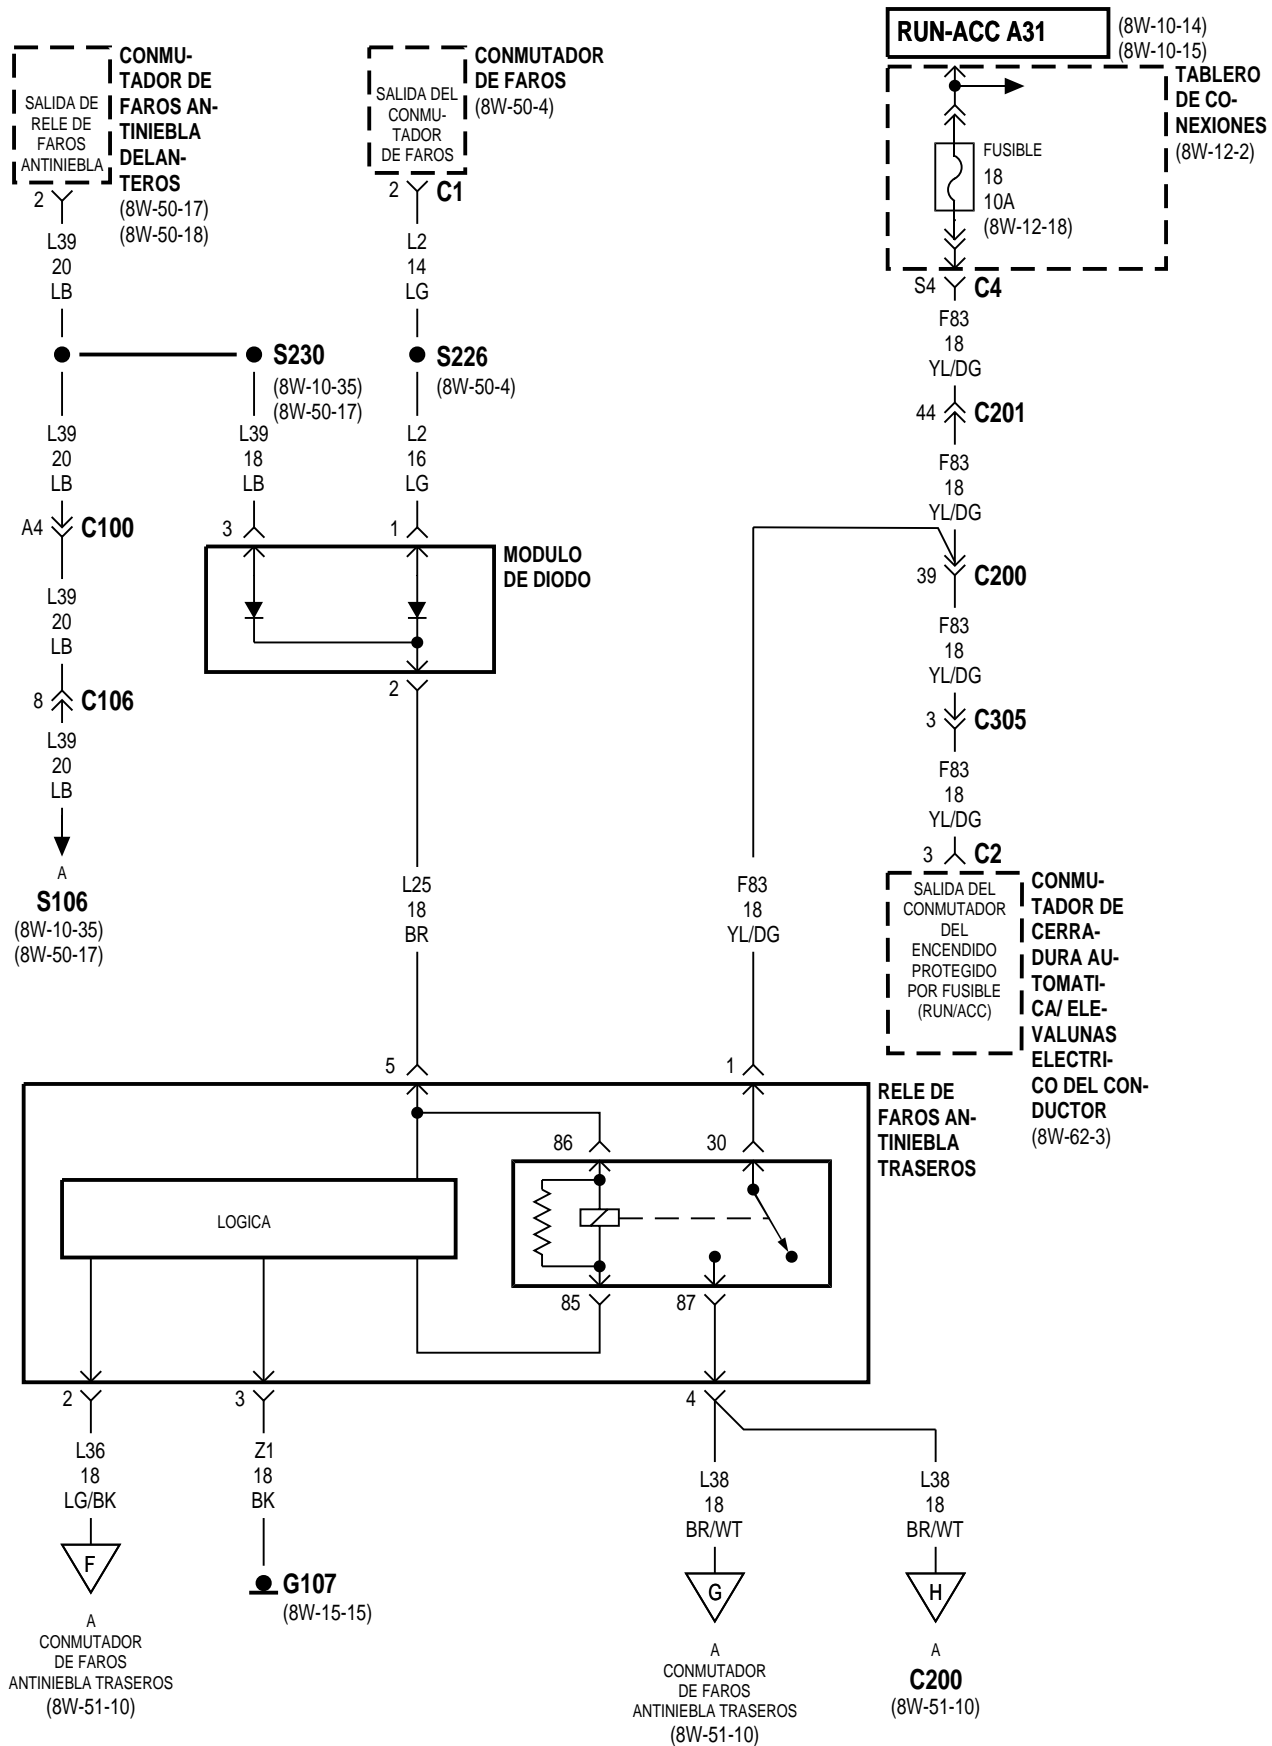 RUN-ACC A31
(8W-10-14)
(8W-10-15)
CONMU-
TADOR DE
FAROS AN-
TINIEBLA
DELAN-
TEROS
(8W-50-17)
(8W-50-18)
SALIDA DE
RELE DE
FAROS
ANTINIEBLA
2
L39
20
LB
CONMUTADOR
DE FAROS
(8W-50-4)
SALIDA DEL
CONMU-
TADOR
DE FAROS
2
C1
L2
14
LG
TABLERO
DE CO-
NEXIONES
(8W-12-2)
FUSIBLE
18
10A
(8W-12-18)
S4
C4
F83
18
YL/DG
S230
(8W-10-35)
(8W-50-17)
S226
(8W-50-4)
44
C201
L39
20
LB
L39
18
LB
L2
16
LG
F83
18
YL/DG
A4
C100
3
1
MODULO
DE DIODO
39
C200
L39
20
LB
F83
18
YL/DG
8
C106
2
3
C305
L39
20
LB
F83
18
YL/DG
3
C2
A
S106
(8W-10-35)
(8W-50-17)
L25
18
BR
F83
18
YL/DG
SALIDA DEL
CONMUTADOR
DEL
ENCENDIDO
PROTEGIDO
POR FUSIBLE
(RUN/ACC)
CONMU-
TADOR DE
CERRA-
DURA AU-
TOMATI-
CA/ ELE-
VALUNAS
ELECTRI-
CO DEL CON-
DUCTOR
(8W-62-3)
5
1
RELE DE
FAROS AN-
TINIEBLA
TRASEROS
86
30
LOGICA
85
87
2
3
4
L36
18
LG/BK
Z1
18
BK
L38
18
BR/WT
L38
18
BR/WT
F
G107
(8W-15-15)
G
H
A
CONMUTADOR
DE FAROS
ANTINIEBLA TRASEROS
(8W-51-10)
A
CONMUTADOR
DE FAROS
ANTINIEBLA TRASEROS
(8W-51-10)
A
C200
(8W-51-10)